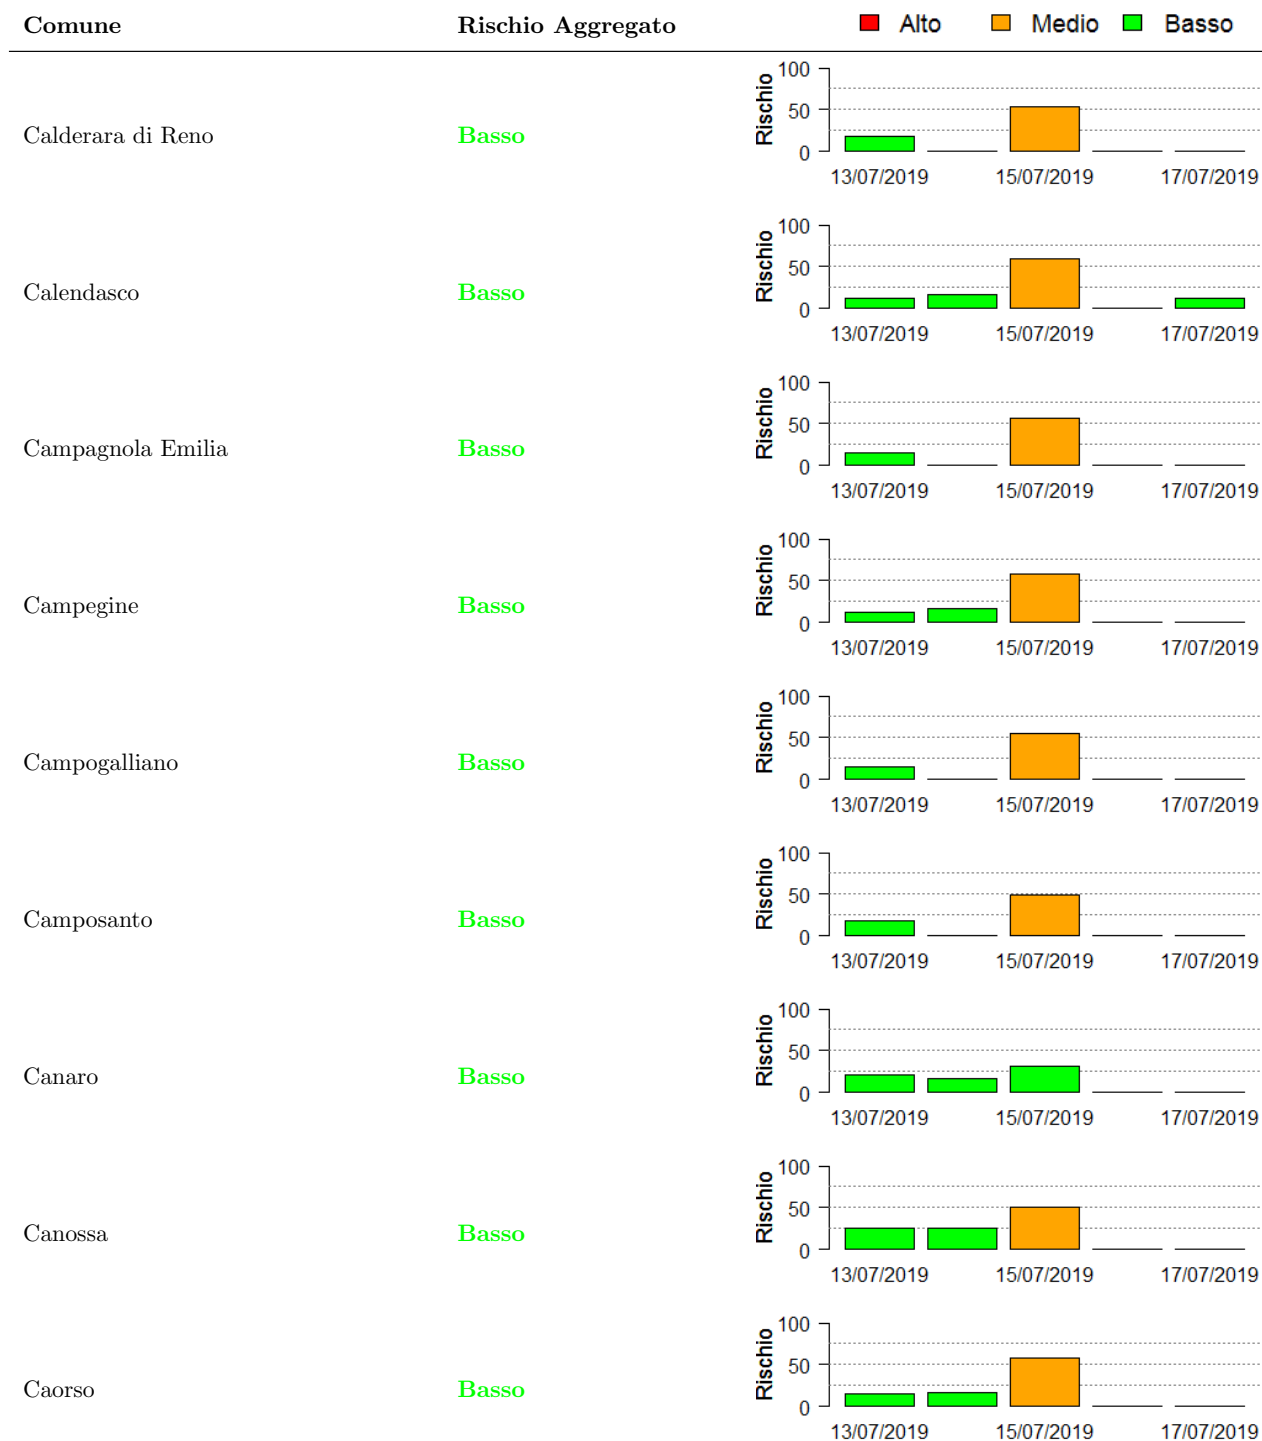 Comune Rischio Aggregato Alto Medio Basso
Calderara di Reno Basso Rischio 100 50 0
13/07/2019 15/07/2019 17/07/2019
Calendasco Basso Rischio 100 50 0
13/07/2019 15/07/2019 17/07/2019
Campagnola Emilia Basso Rischio 100 50 0
13/07/2019 15/07/2019 17/07/2019
Campegine Basso Rischio 100 50 0
13/07/2019 15/07/2019 17/07/2019
Campogalliano Basso Rischio 100 50 0
13/07/2019 15/07/2019 17/07/2019
Camposanto Basso Rischio 100 50 0
13/07/2019 15/07/2019 17/07/2019
Canaro Basso Rischio 100 50 0
13/07/2019 15/07/2019 17/07/2019
Canossa Basso Rischio 100 50 0
13/07/2019 15/07/2019 17/07/2019
Caorso Basso Rischio 100 50 0
13/07/2019 15/07/2019 17/07/2019